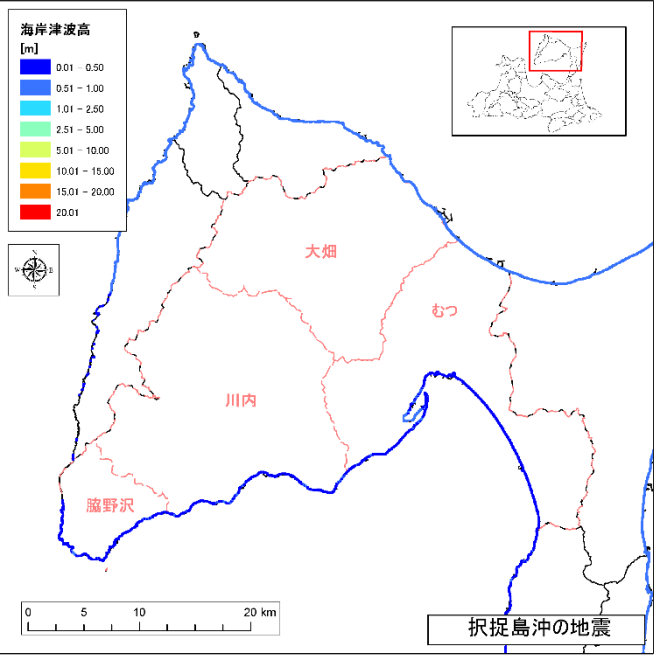 海岸津波高
[m]
0.01 - 0.50
0.51 - 1.00
1.01 - 2.50
2.51 - 5.00
5.01 - 10.00
10.01 - 15.00
15.01 - 20.00
20.01
N
W E
S
大畑
むつ
川内
脇野沢
0 5 10 20 km
択捉島沖の地震